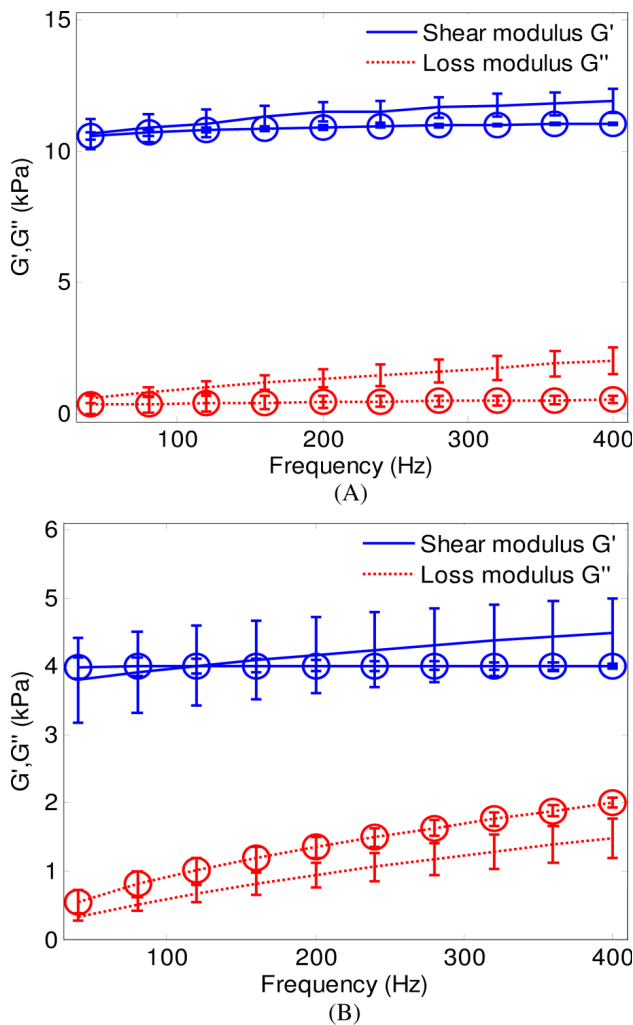 15
Shear modulus G'
Loss modulus G''
10
G',G'' (kPa)
5
0
100 200 300 400
Frequency (Hz)
(A)
6
Shear modulus G'
Loss modulus G''
5
4
G',G'' (kPa)
3
2
1
0
100 200 300 400
Frequency (Hz)
(B)